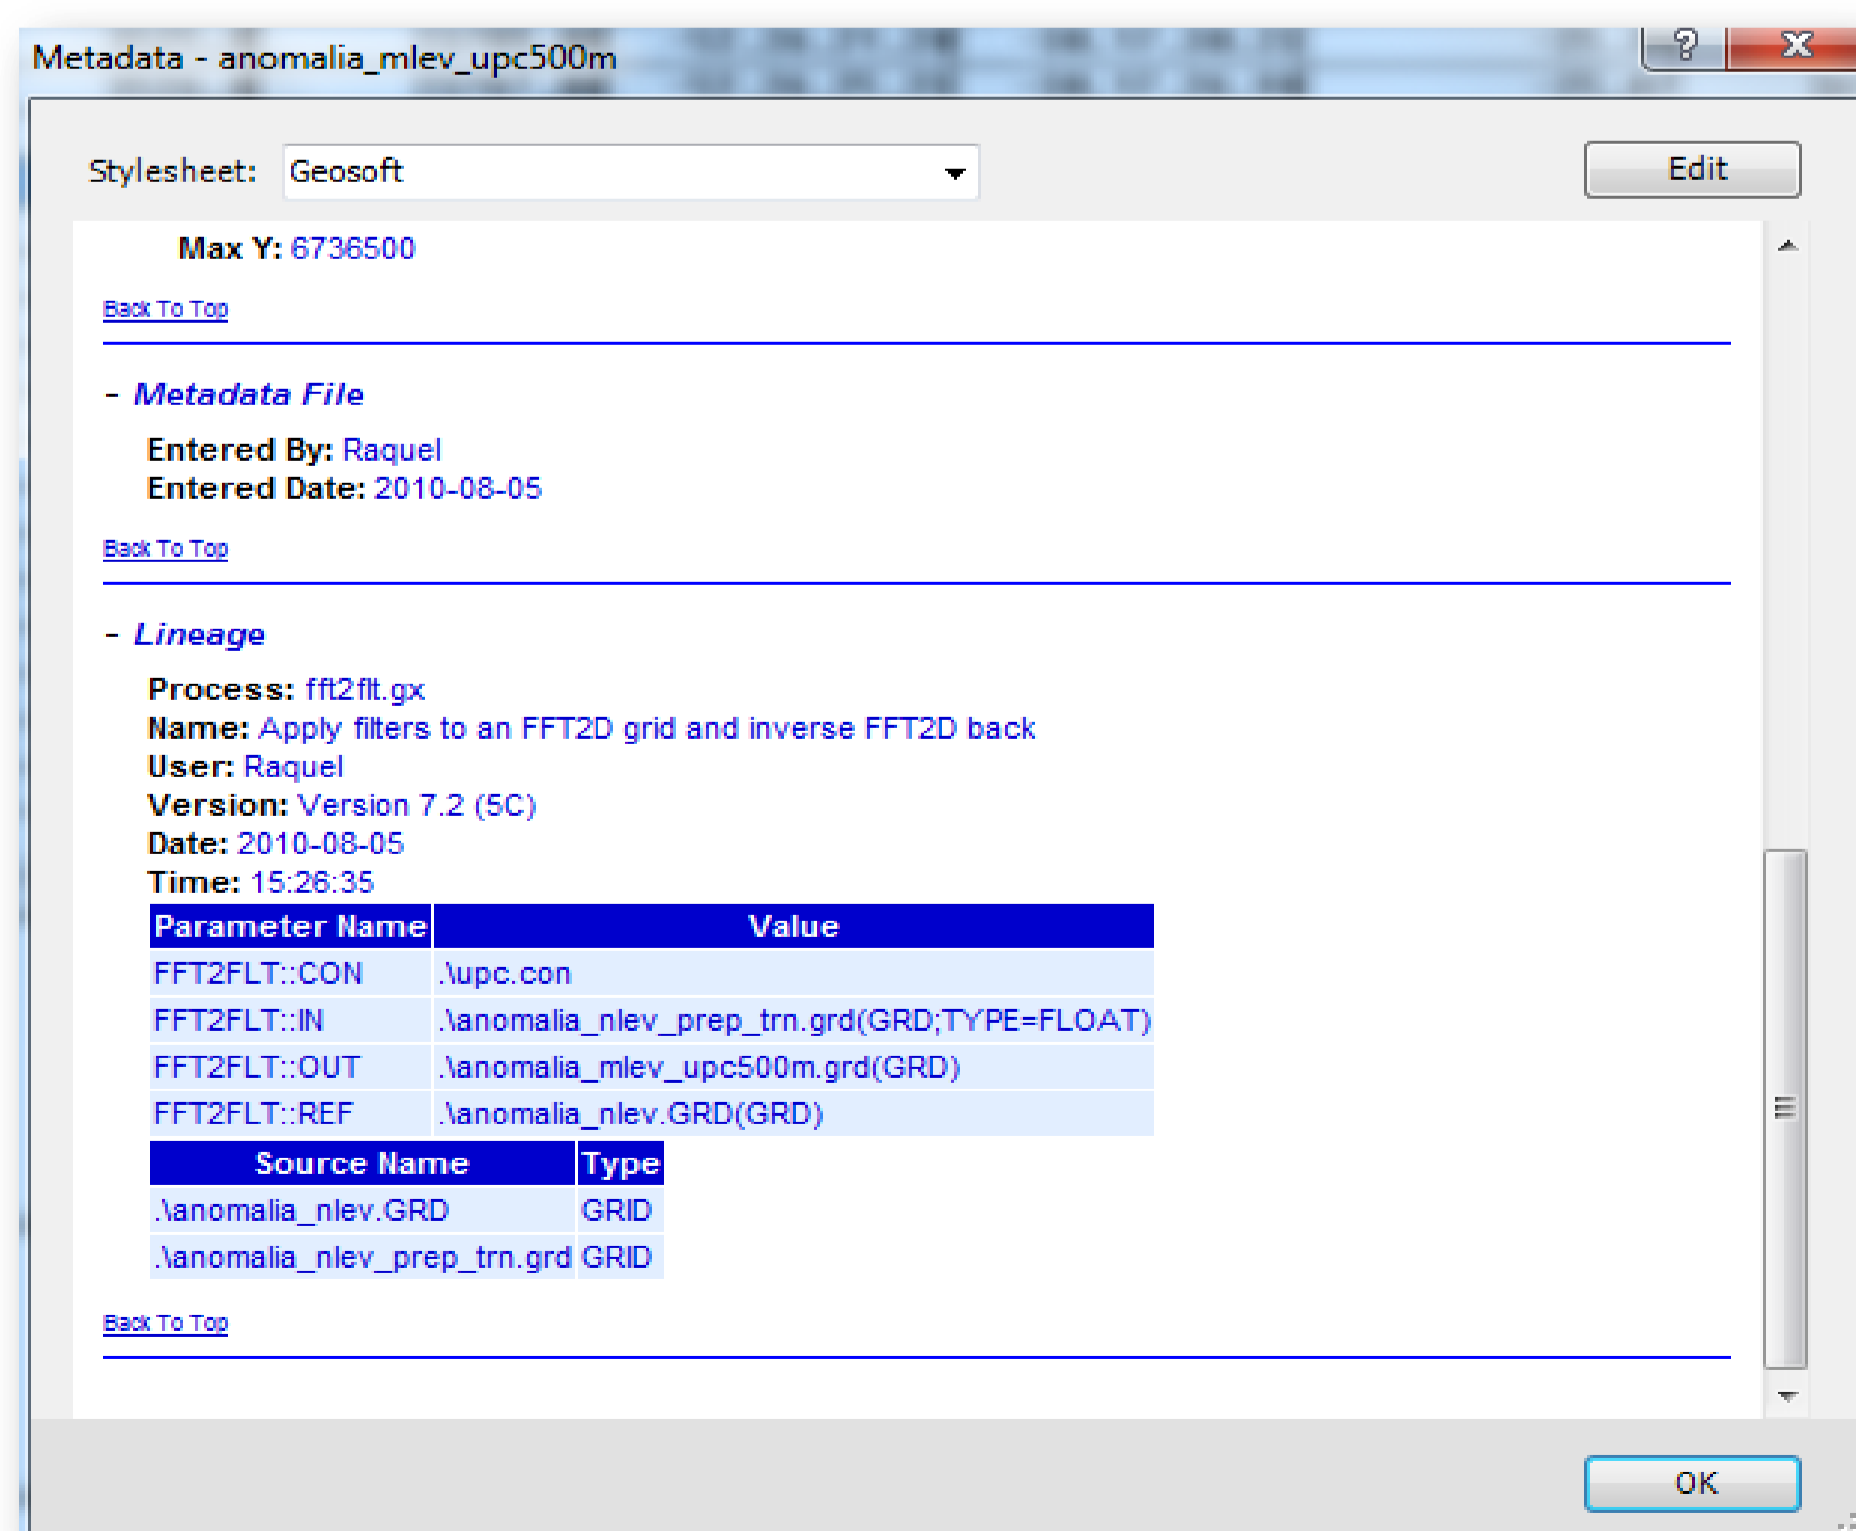 Metadata - anomalia_mlev_upc500m
Stylesheet: Geosoft Edit
Max Y: 6736500
Back To Top
- Metadata File
Entered By: Raquel
Entered Date: 2010-08-05
Back To Top
- Lineage
Process: fft2flt.gx
Name: Apply filters to an FFT2D grid and inverse FFT2D back
User: Raquel
Version: Version 7.2 (5C)
Date: 2010-08-05
Time: 15:26:35
Parameter Name Value
FFT2FLT::CON .\upc.con
FFT2FLT::IN .\anomalia_nlev_prep_trn.grd(GRD;TYPE=FLOAT)
FFT2FLT::OUT .\anomalia_mlev_upc500m.grd(GRD)
FFT2FLT::REF .\anomalia_nlev.GRD(GRD)
Source Name Type
.\anomalia_nlev.GRD GRID
.\anomalia_nlev_prep_trn.grd GRID
Back To Top
OK